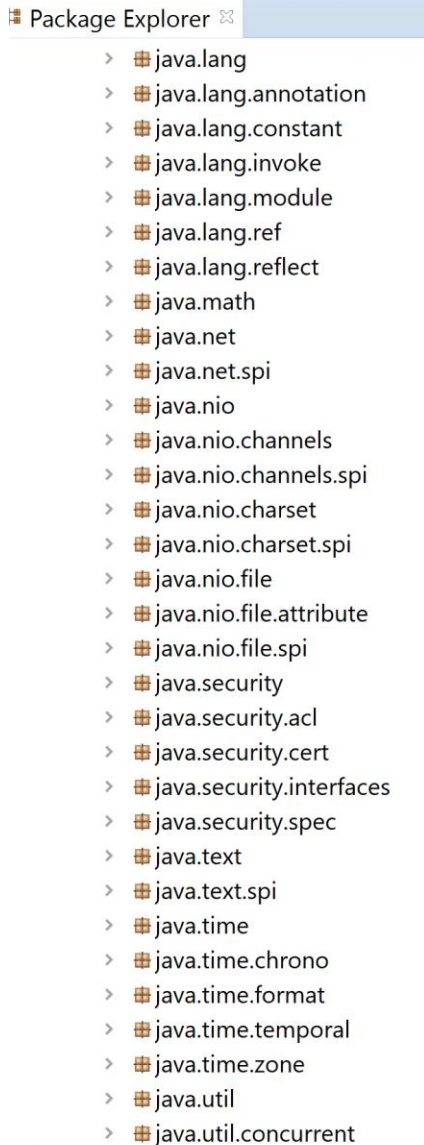 Package Explorer
java.lang
java.lang.annotation
java.lang.constant
java.lang.invoke
java.lang.module
java.lang.ref
java.lang.reflect
java.math
java.net
java.net.spi
java.nio
java.nio.channels
java.nio.channels.spi
java.nio.charset
java.nio.charset.spi
java.nio.file
java.nio.file.attribute
java.nio.file.spi
java.security
java.security.acl
java.security.cert
java.security.interfaces
java.security.spec
java.text
java.text.spi
java.time
java.time.chrono
java.time.format
java.time.temporal
java.time.zone
java.util
java.util.concurrent